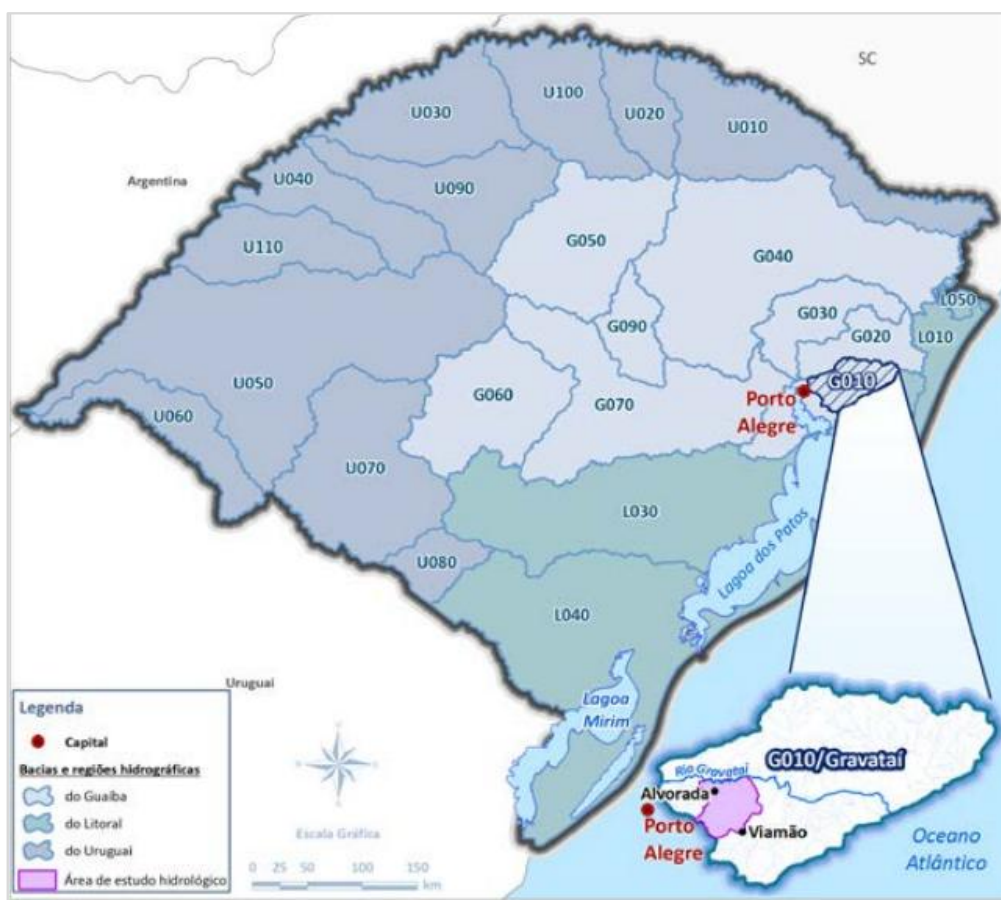 SC
U100
U030
U020
U010
Argentina
U040
U090
G050
U110
G040
L050
G030
G090
G020
L010
U050
G010
G060
Porto
Alegre
U060
G070
U070
L030
Lagoa dos Patos
U080
L040
Uruguai
Lagoa
Mirim
Legenda
Capital
Bacias e regiões hidrográficas
do Guaíba
do Litoral
do Uruguai
Área de estudo hidrológico
N
Escala Gráfica
0 25 50 100 150
km
G010/Gravataí
Rio Gravataí
Alvorada
Porto
Alegre
Viamão
Oceano
Atlântico